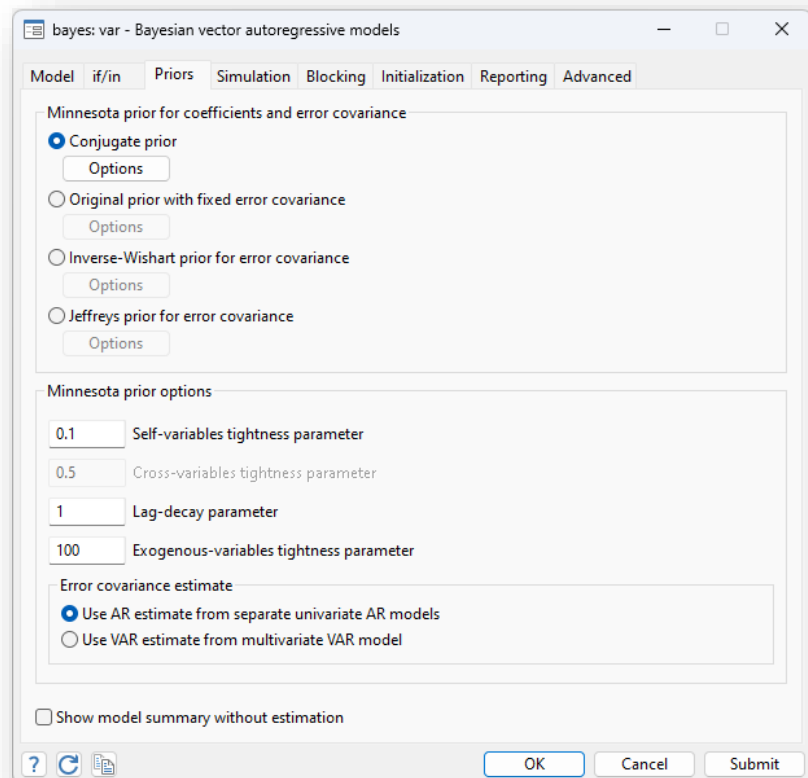 bayes: var - Bayesian vector autoregressive models
Model if/in Priors Simulation Blocking Initialization Reporting Advanced
Minnesota prior for coefficients and error covariance
Conjugate prior
Options
Original prior with fixed error covariance
Options
Inverse-Wishart prior for error covariance
Options
Jeffreys prior for error covariance
Options
Minnesota prior options
0.1 Self-variables tightness parameter
0.5 Cross-variables tightness parameter
1 Lag-decay parameter
100 Exogenous-variables tightness parameter
Error covariance estimate
Use AR estimate from separate univariate AR models
Use VAR estimate from multivariate VAR model
Show model summary without estimation
? OK Cancel Submit